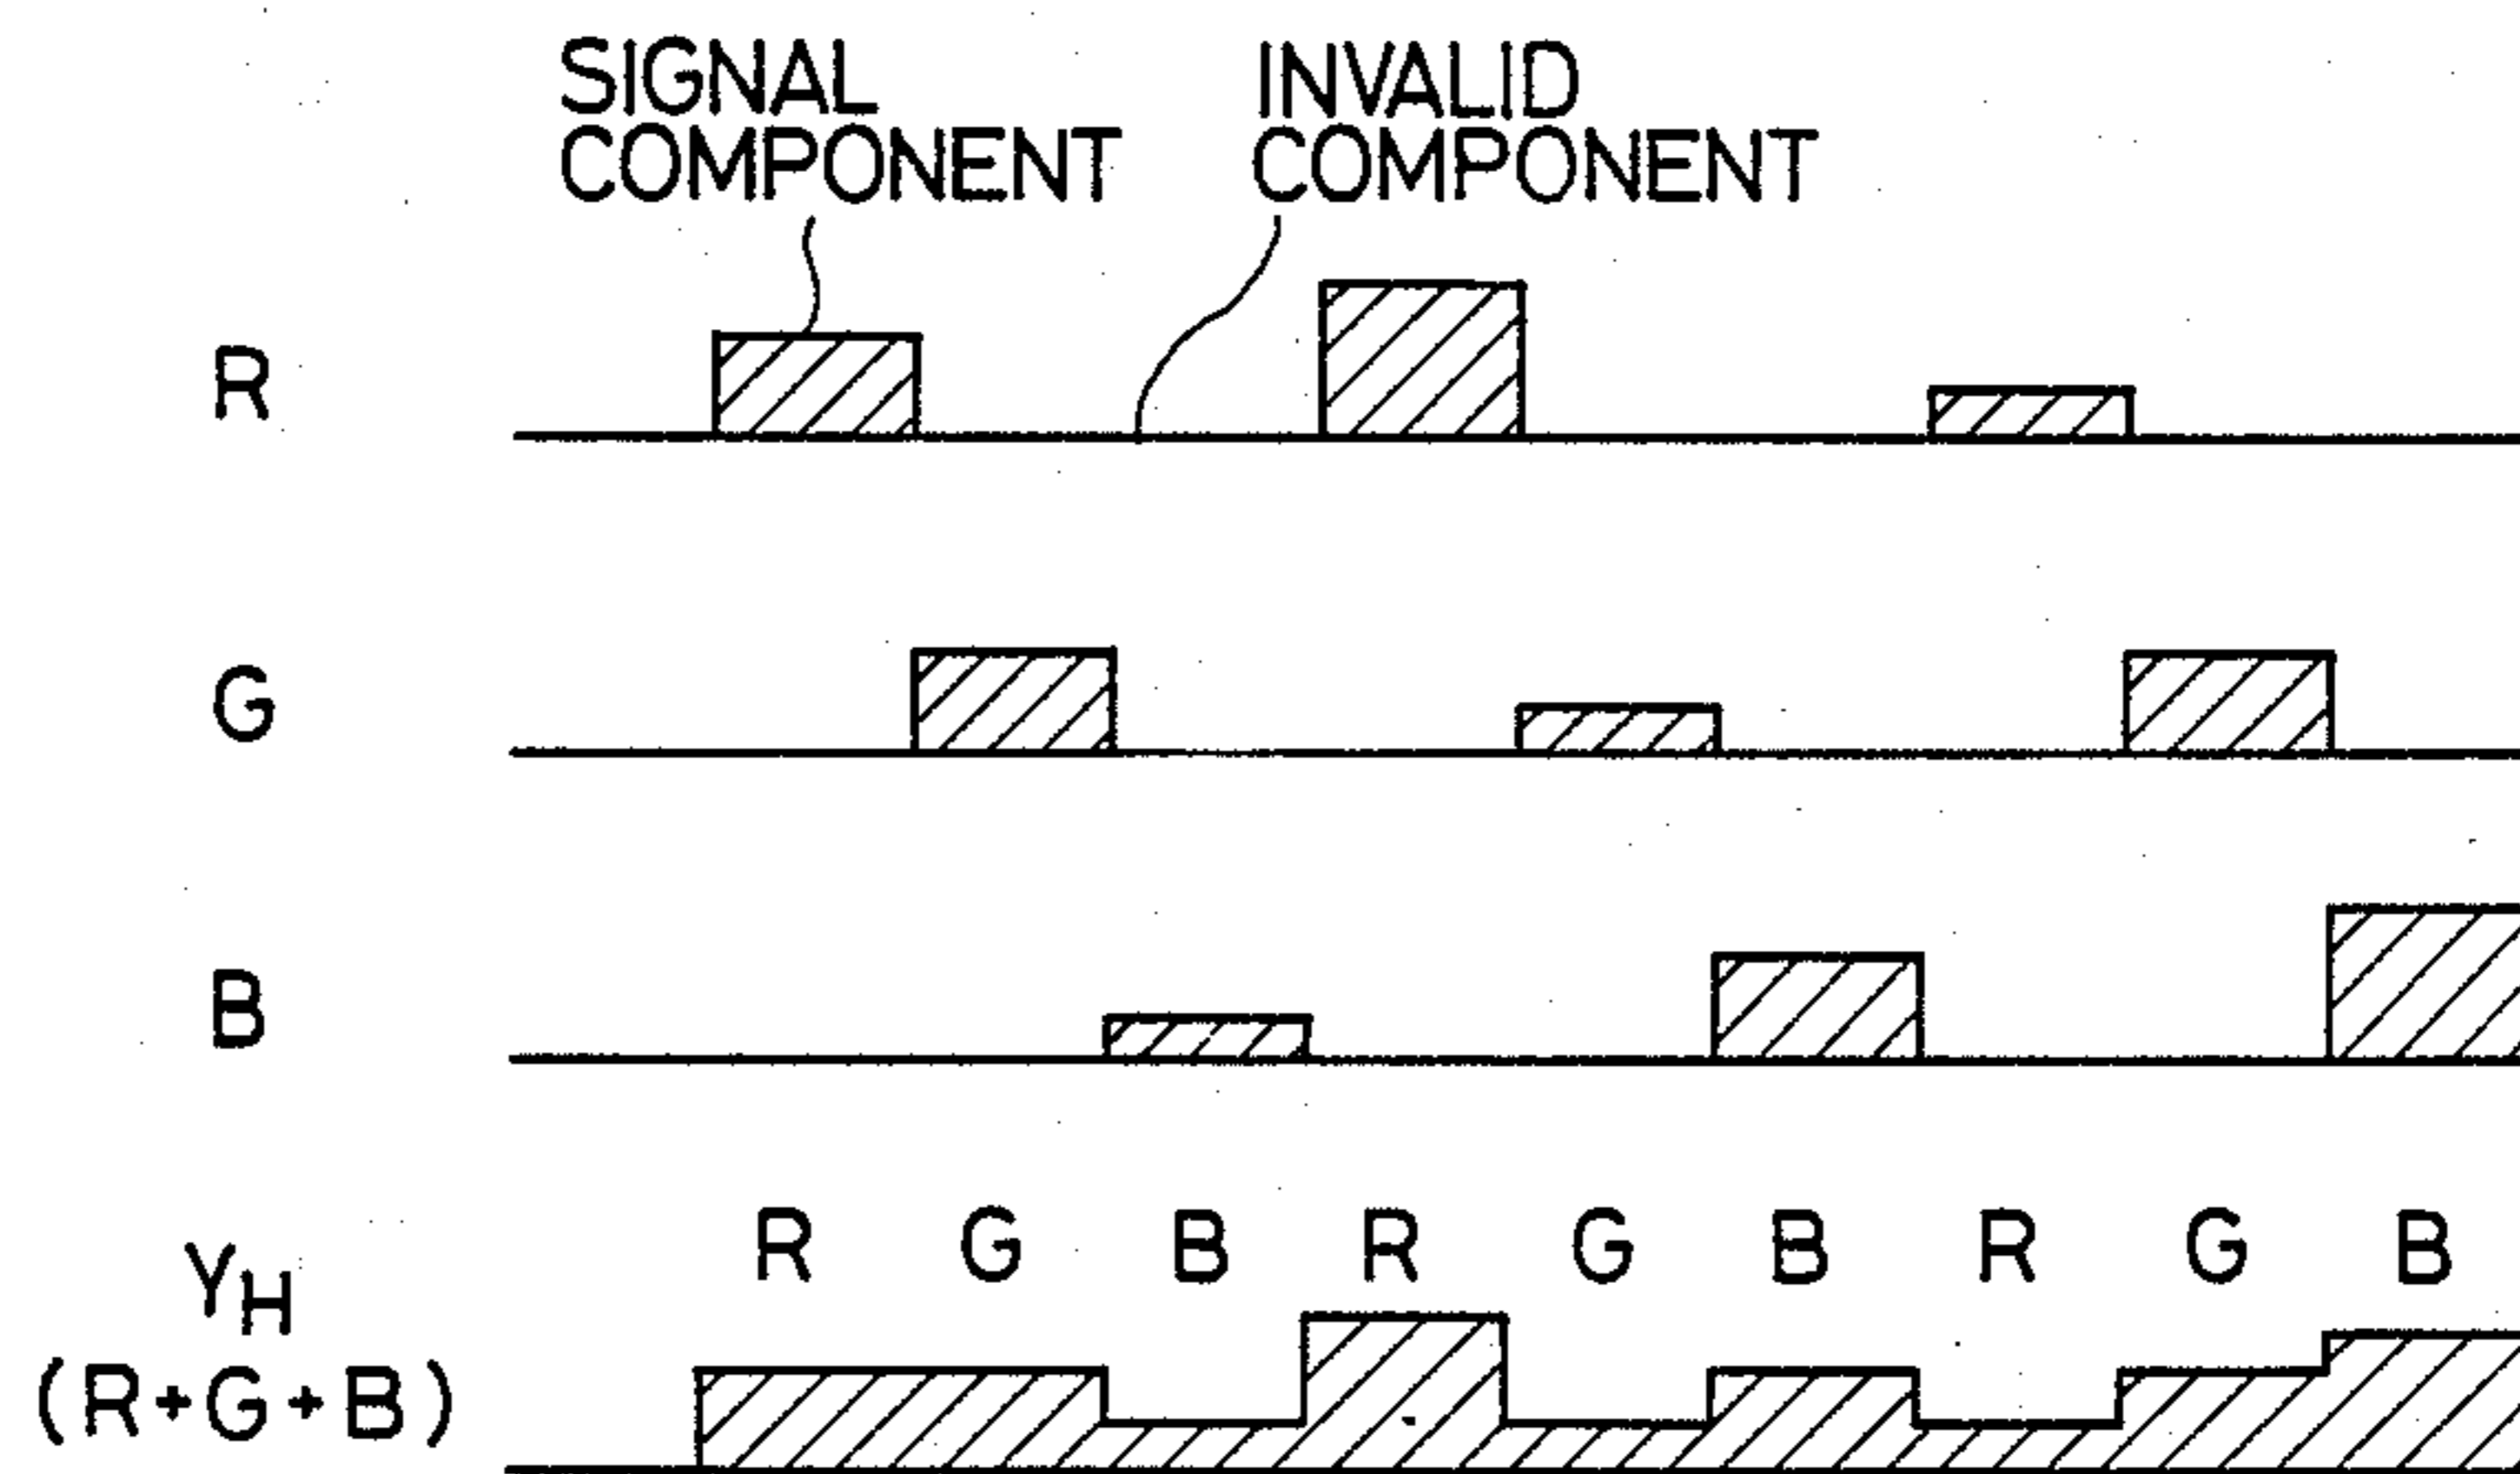 SIGNAL
COMPONENT
INVALID
COMPONENT
R
G
B
R G B R G B R G B
YH
(R+G+B)